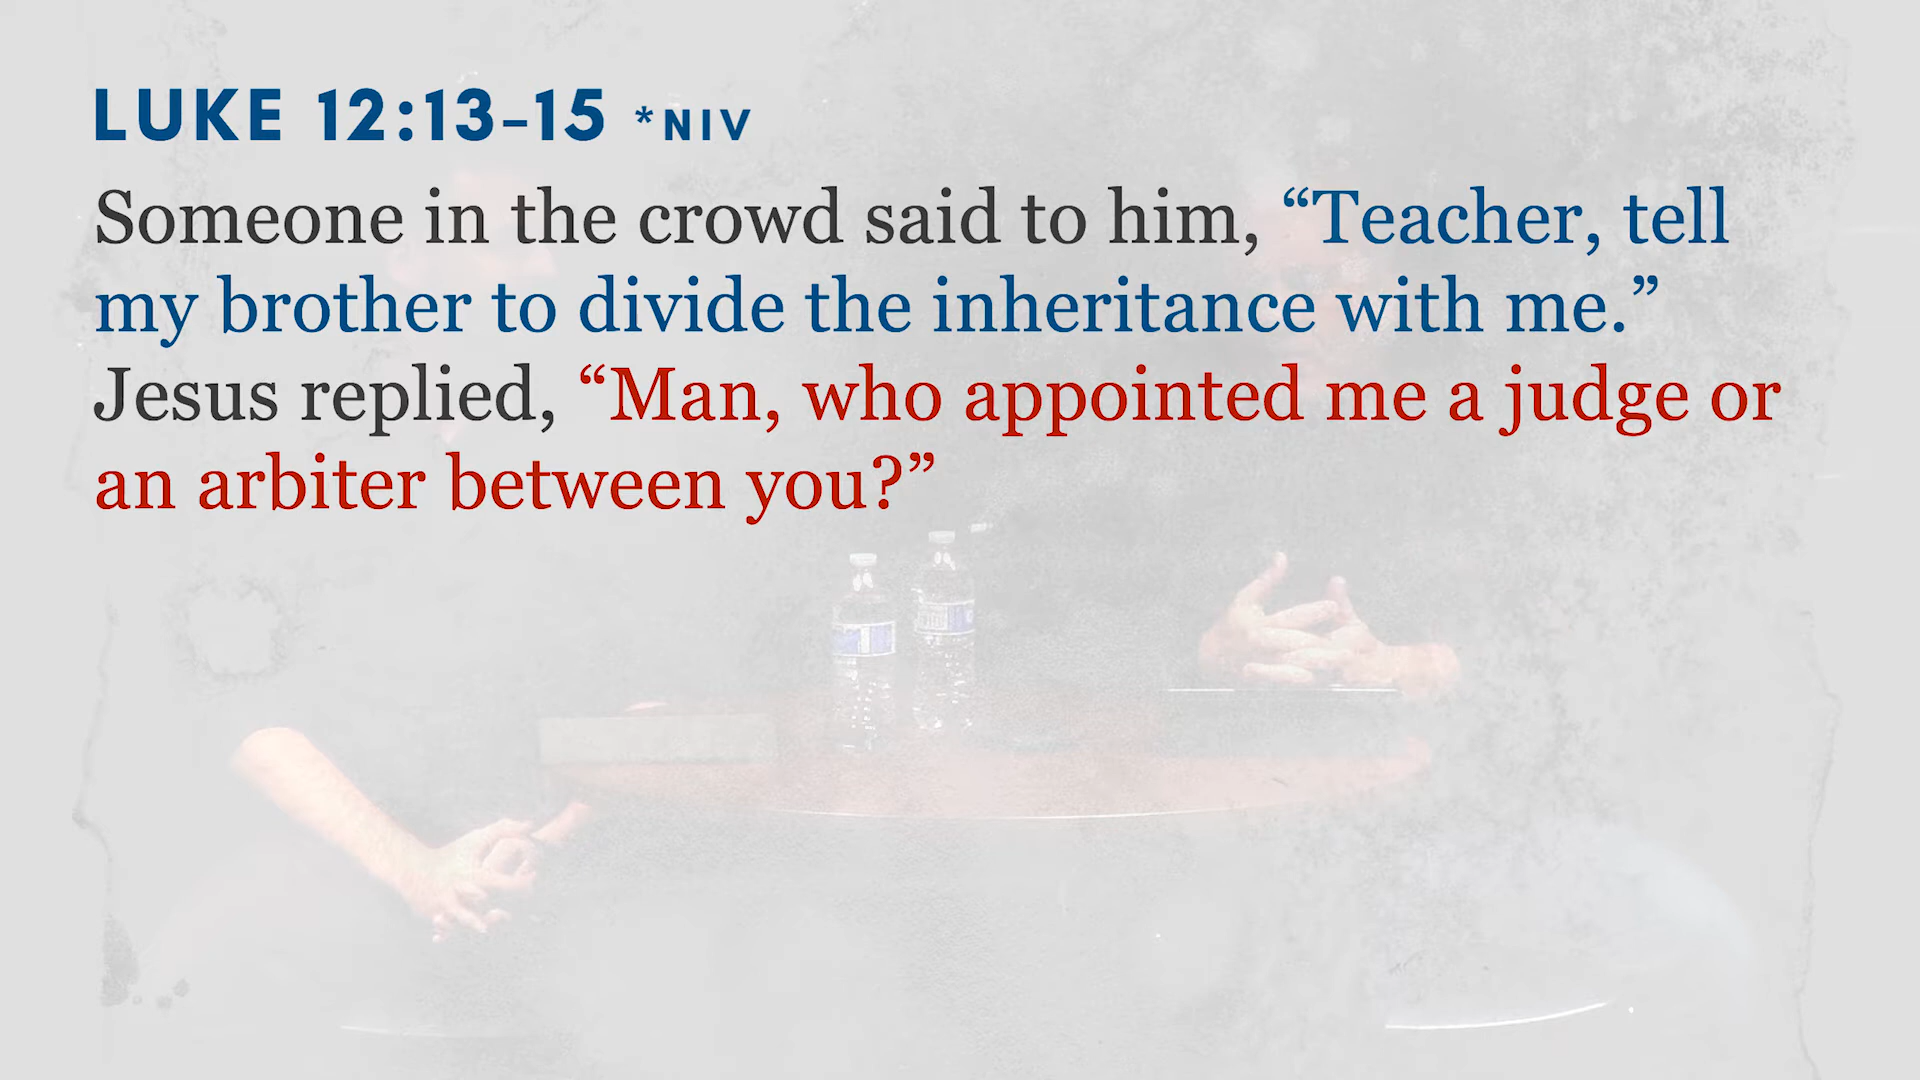 LUKE 12:13-15 *NIV
Someone in the crowd said to him, “Teacher, tell
my brother to divide the inheritance with me.”
Jesus replied, “Man, who appointed me a judge or
an arbiter between you?”